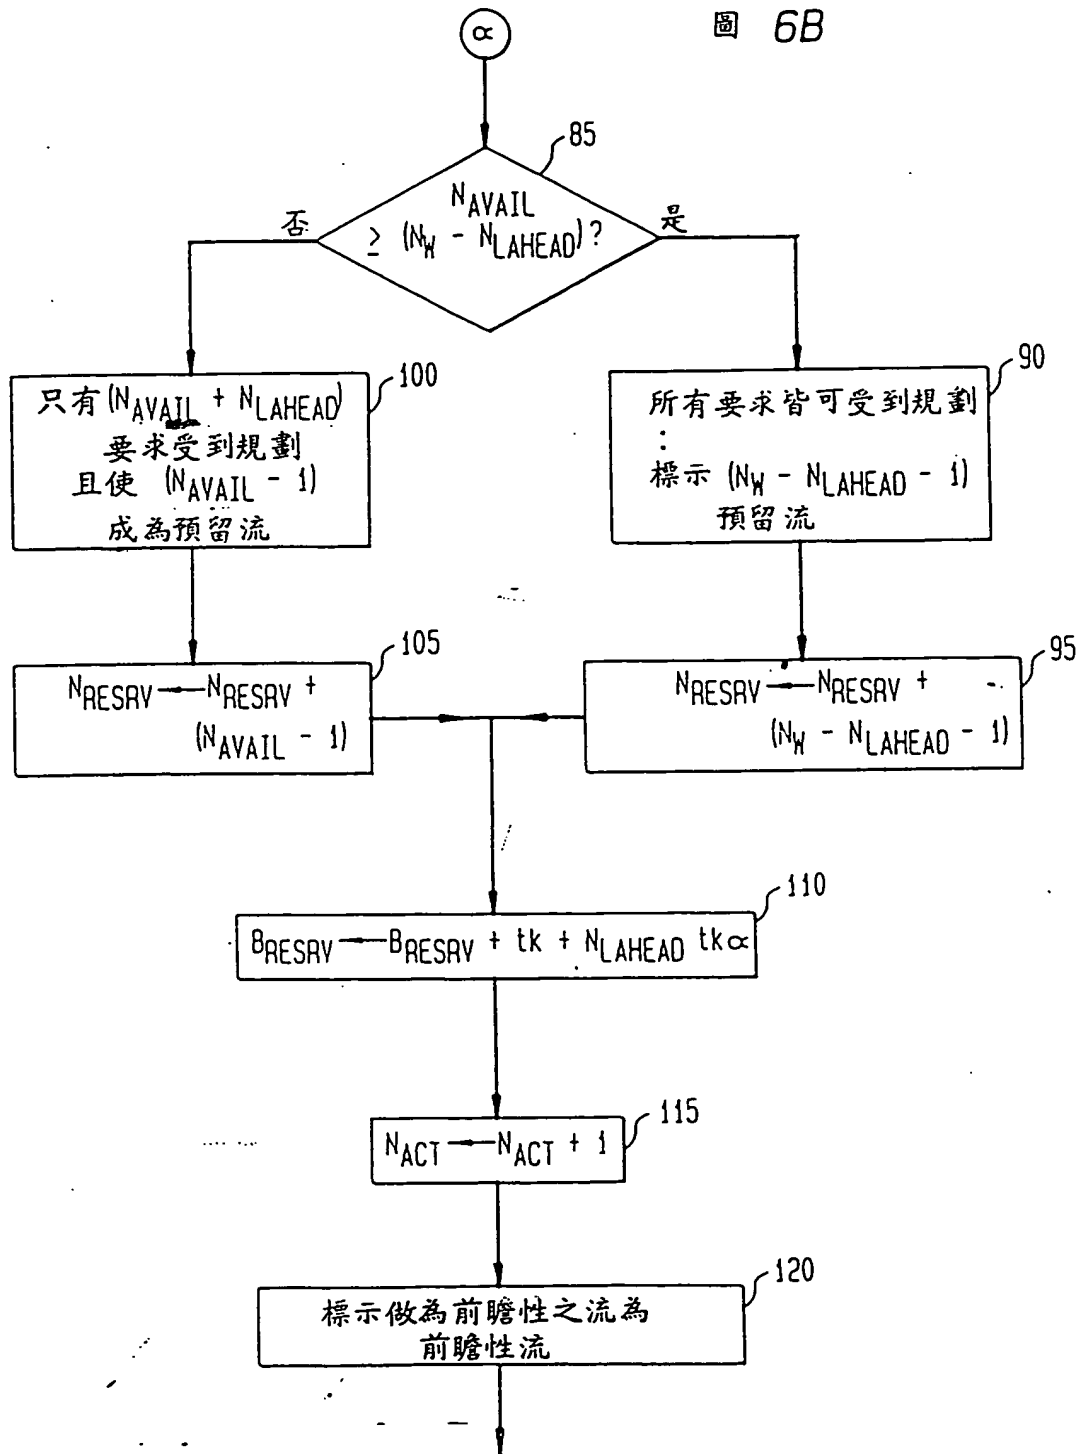 ∝
圖 6B
85
N_AVAIL
≥ (N_W - N_LAHEAD)?
否
是
100
只有(N_AVAIL + N_LAHEAD)
要求受到規劃
且使 (N_AVAIL - 1)
成為預留流
90
所有要求皆可受到規劃
:
標示 (N_W - N_LAHEAD - 1)
預留流
105
N_RESRV ← N_RESRV +
(N_AVAIL - 1)
95
N_RESRV ← N_RESRV +
(N_W - N_LAHEAD - 1)
110
B_RESRV ← B_RESRV + tk + N_LAHEAD tk∝
115
N_ACT ← N_ACT + 1
120
標示做為前瞻性之流為
前瞻性流